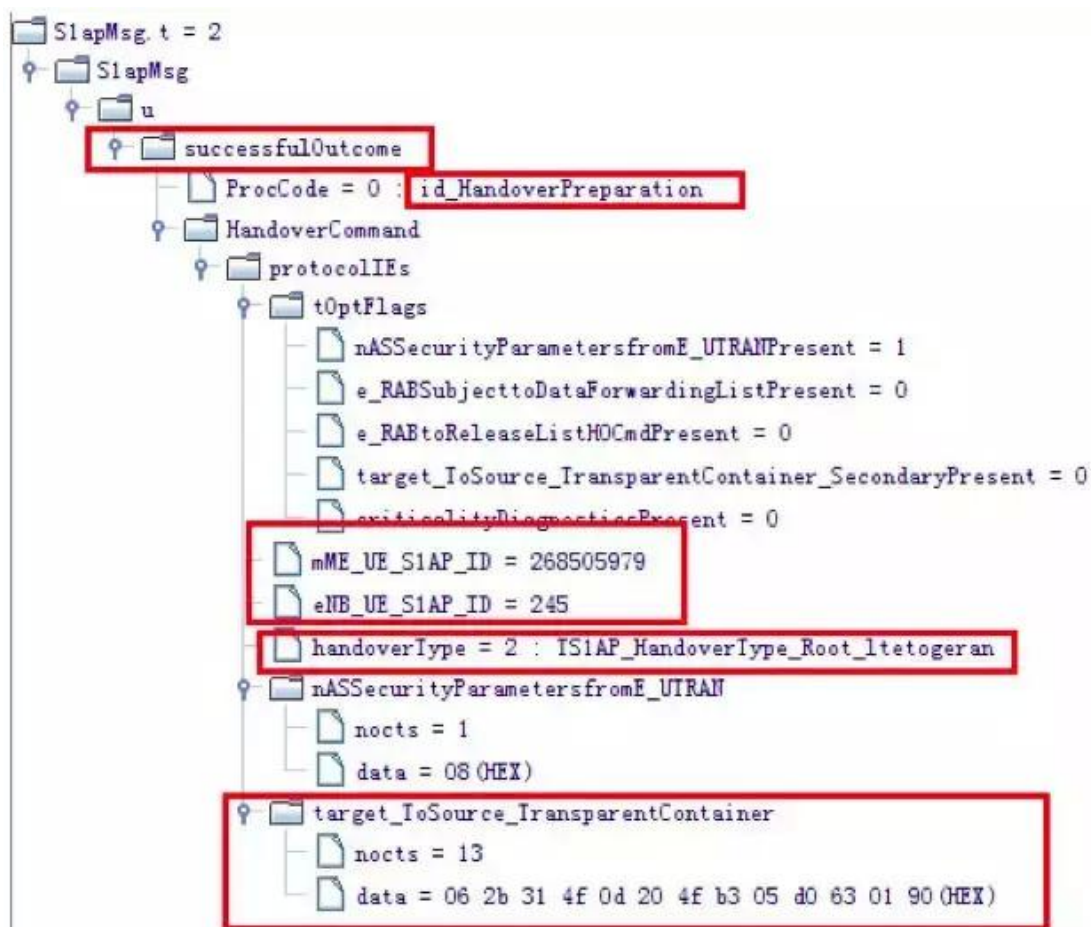 S1apMsg.t = 2
S1apMsg
u
successfulOutcome
ProcCode = 0 : id_HandoverPreparation
HandoverCommand
protocolIEs
tOptFlags
nASSecurityParametersfromE_UTRANPresent = 1
e_RABSubjecttoDataForwardingListPresent = 0
e_RABtoReleaseListHOCmdPresent = 0
target_ToSource_TransparentContainer_SecondaryPresent = 0
criticalityDiagnosticsPresent = 0
mME_UE_S1AP_ID = 268505979
eNB_UE_S1AP_ID = 245
handoverType = 2 : TS1AP_HandoverType_Root_ltetogeran
nASSecurityParametersfromE_UTRAN
nocts = 1
data = 08(HEX)
target_ToSource_TransparentContainer
nocts = 13
data = 06 2b 31 4f 0d 20 4f b3 05 d0 63 01 90(HEX)